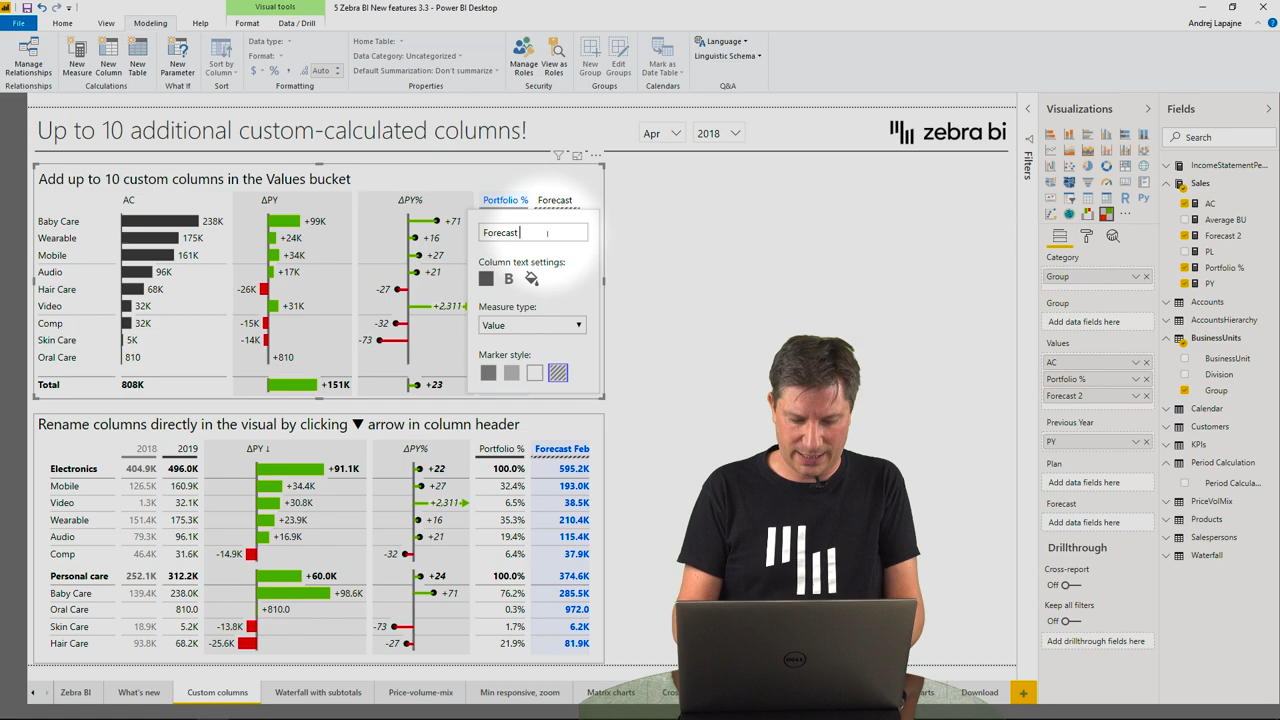 Visual tools
5 Zebra BI New features 3.3 - Power BI Desktop
File Home View Modeling Help Format Data / Drill
Andrej Lapajne
Manage Relationships
New Measure
New Column
New Table
New Parameter
Sort by Column
Data type:
Format:
$ % , Auto
Home Table:
Data Category: Uncategorized
Default Summarization: Don't summarize
Manage Roles
View as Roles
New Group
Edit Groups
Mark as Date Table
Language
Linguistic Schema
Relationships Calculations What If Sort Formatting Properties Security Groups Calendars Q&A
Up to 10 additional custom-calculated columns!
Apr
2018
zebra bi
Add up to 10 custom columns in the Values bucket
AC ΔPY ΔPY% Portfolio % Forecast
Baby Care 238K +99K +71
Wearable 175K +24K +16
Mobile 161K +34K +27
Audio 96K +17K +21
Hair Care 68K -26K -27
Video 32K +31K +2,311
Comp 32K -15K -32
Skin Care 5K -14K -73
Oral Care 810 +810
Total 808K +151K +23
Forecast
Column text settings:
B
Measure type:
Value
Marker style:
Rename columns directly in the visual by clicking ▼ arrow in column header
2018 2019 ΔPY ↓ ΔPY% Portfolio % Forecast Feb
Electronics 404.9K 496.0K +91.1K +22 100.0% 595.2K
Mobile 126.5K 160.9K +34.4K +27 32.4% 193.0K
Video 1.3K 32.1K +30.8K +2,311 6.5% 38.5K
Wearable 151.4K 175.3K +23.9K +16 35.3% 210.4K
Audio 79.3K 96.1K +16.9K +21 19.4% 115.4K
Comp 46.4K 31.6K -14.9K -32 6.4% 37.9K
Personal care 252.1K 312.2K +60.0K +24 100.0% 374.6K
Baby Care 139.4K 238.0K +98.6K +71 76.2% 285.5K
Oral Care 810.0 +810.0 0.3% 972.0
Skin Care 18.9K 5.2K -13.8K -73 1.7% 6.2K
Hair Care 93.8K 68.2K -25.6K -27 21.9% 81.9K
DELL
Zebra BI What's new Custom columns Waterfall with subtotals Price-volume-mix Min responsive, zoom Matrix charts Download
Filters
Visualizations
R Py
Category
Group
Group
Add data fields here
Values
AC
Portfolio %
Forecast 2
Previous Year
PY
Plan
Add data fields here
Forecast
Add data fields here
Drillthrough
Cross-report
Off
Keep all filters
Off
Add drillthrough fields here
Fields
Search
IncomeStatementPe...
Sales
AC
Average BU
Forecast 2
PL
Portfolio %
PY
Accounts
AccountsHierarchy
BusinessUnits
BusinessUnit
Division
Group
Calendar
Customers
KPIs
Period Calculation
Period Calcula...
PriceVolMix
Products
Salespersons
Waterfall